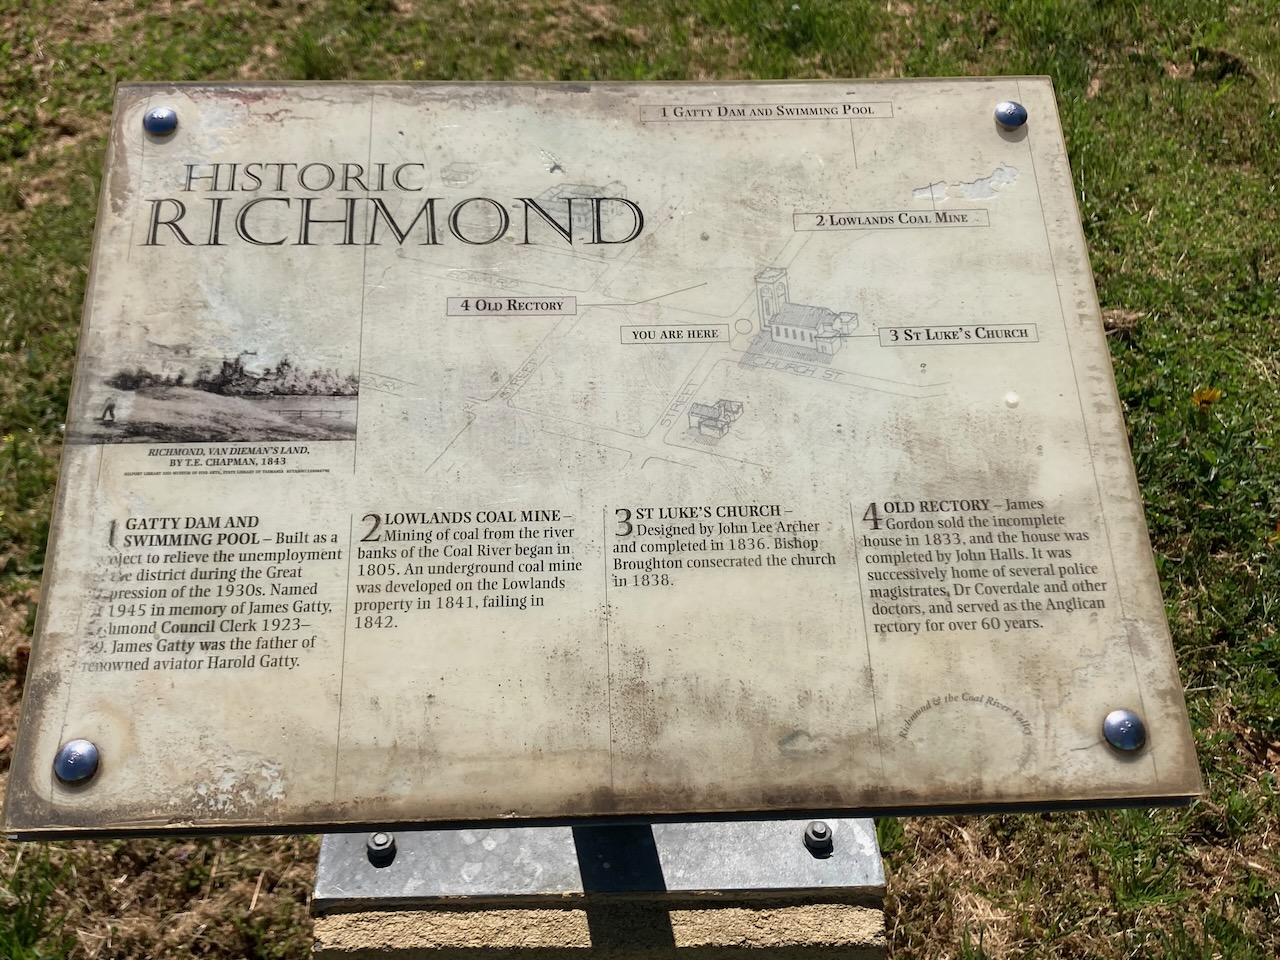 1 GATTY DAM AND SWIMMING POOL
HISTORIC
RICHMOND
2 LOWLANDS COAL MINE
4 OLD RECTORY
YOU ARE HERE
3 ST LUKE'S CHURCH
CHURCH ST
STREET
RICHMOND, VAN DIEMAN'S LAND,
BY T.E. CHAPMAN, 1843
1 GATTY DAM AND
SWIMMING POOL – Built as a
oject to relieve the unemployment
district during the Great
pression of the 1930s. Named
1945 in memory of James Gatty,
hmond Council Clerk 1923–
9. James Gatty was the father of
renowned aviator Harold Gatty.
2 LOWLANDS COAL MINE –
Mining of coal from the river
banks of the Coal River began in
1805. An underground coal mine
was developed on the Lowlands
property in 1841, failing in
1842.
3 ST LUKE'S CHURCH –
Designed by John Lee Archer
and completed in 1836. Bishop
Broughton consecrated the church
in 1838.
4 OLD RECTORY – James
Gordon sold the incomplete
house in 1833, and the house was
completed by John Halls. It was
successively home of several police
magistrates, Dr Coverdale and other
doctors, and served as the Anglican
rectory for over 60 years.
Richmond & the Coal River Valley